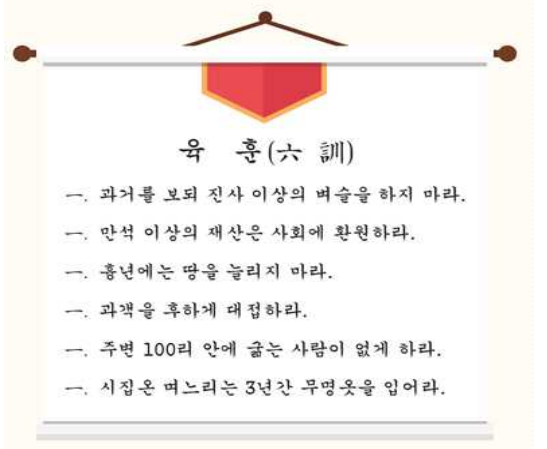 육 훈(六 訓)
一. 과거를 보되 진사 이상의 벼슬을 하지 마라.
一. 만석 이상의 재산은 사회에 환원하라.
一. 흉년에는 땅을 늘리지 마라.
一. 과객을 후하게 대접하라.
一. 주변 100리 안에 굶는 사람이 없게 하라.
一. 시집온 며느리는 3년간 무명옷을 입어라.